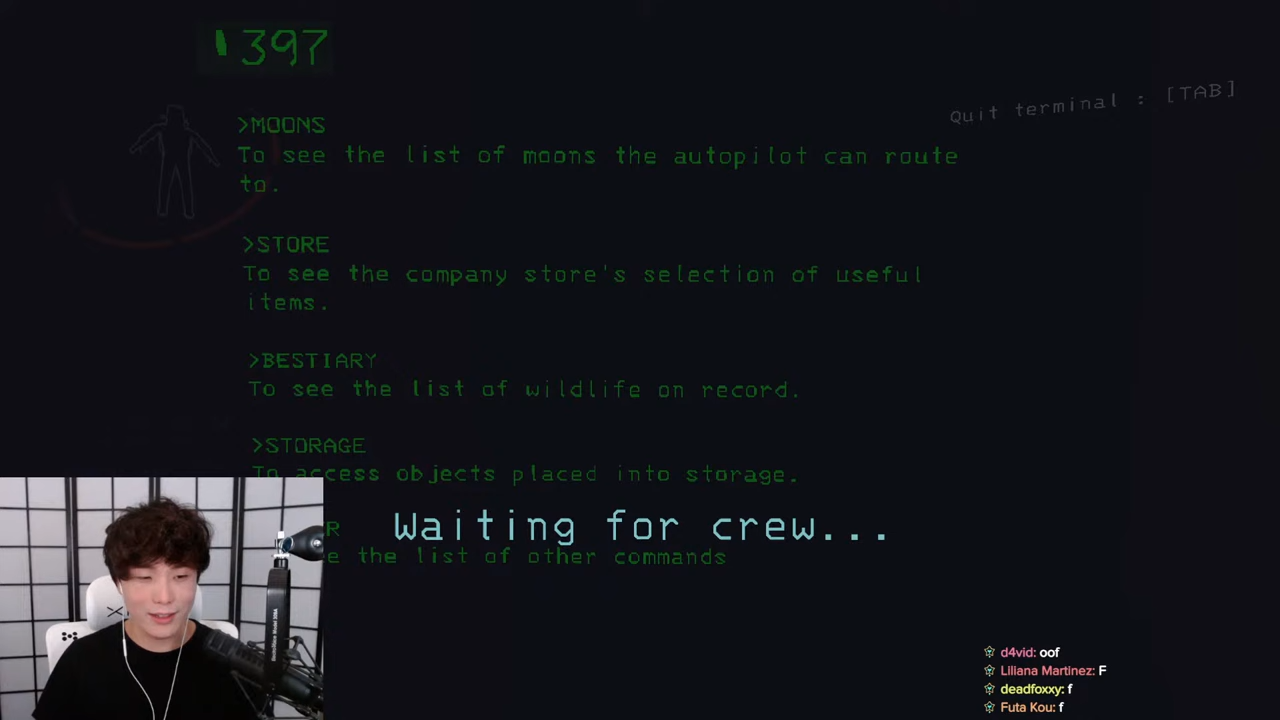 397
Quit terminal : [TAB]
>MOONS
To see the list of moons the autopilot can route
to.
>STORE
To see the company store's selection of useful
items.
>BESTIARY
To see the list of wildlife on record.
>STORAGE
To access objects placed into storage.
R
Waiting for crew...
e the list of other commands
d4vid: oof
Liliana Martinez: F
deadfoxxy: f
Futa Kou: f